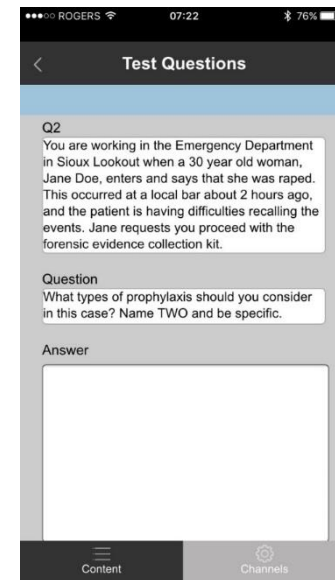 ROGERS 07:22 76%
Test Questions
Q2
You are working in the Emergency Department
in Sioux Lookout when a 30 year old woman,
Jane Doe, enters and says that she was raped.
This occurred at a local bar about 2 hours ago,
and the patient is having difficulties recalling the
events. Jane requests you proceed with the
forensic evidence collection kit.
Question
What types of prophylaxis should you consider
in this case? Name TWO and be specific.
Answer
Content Channels